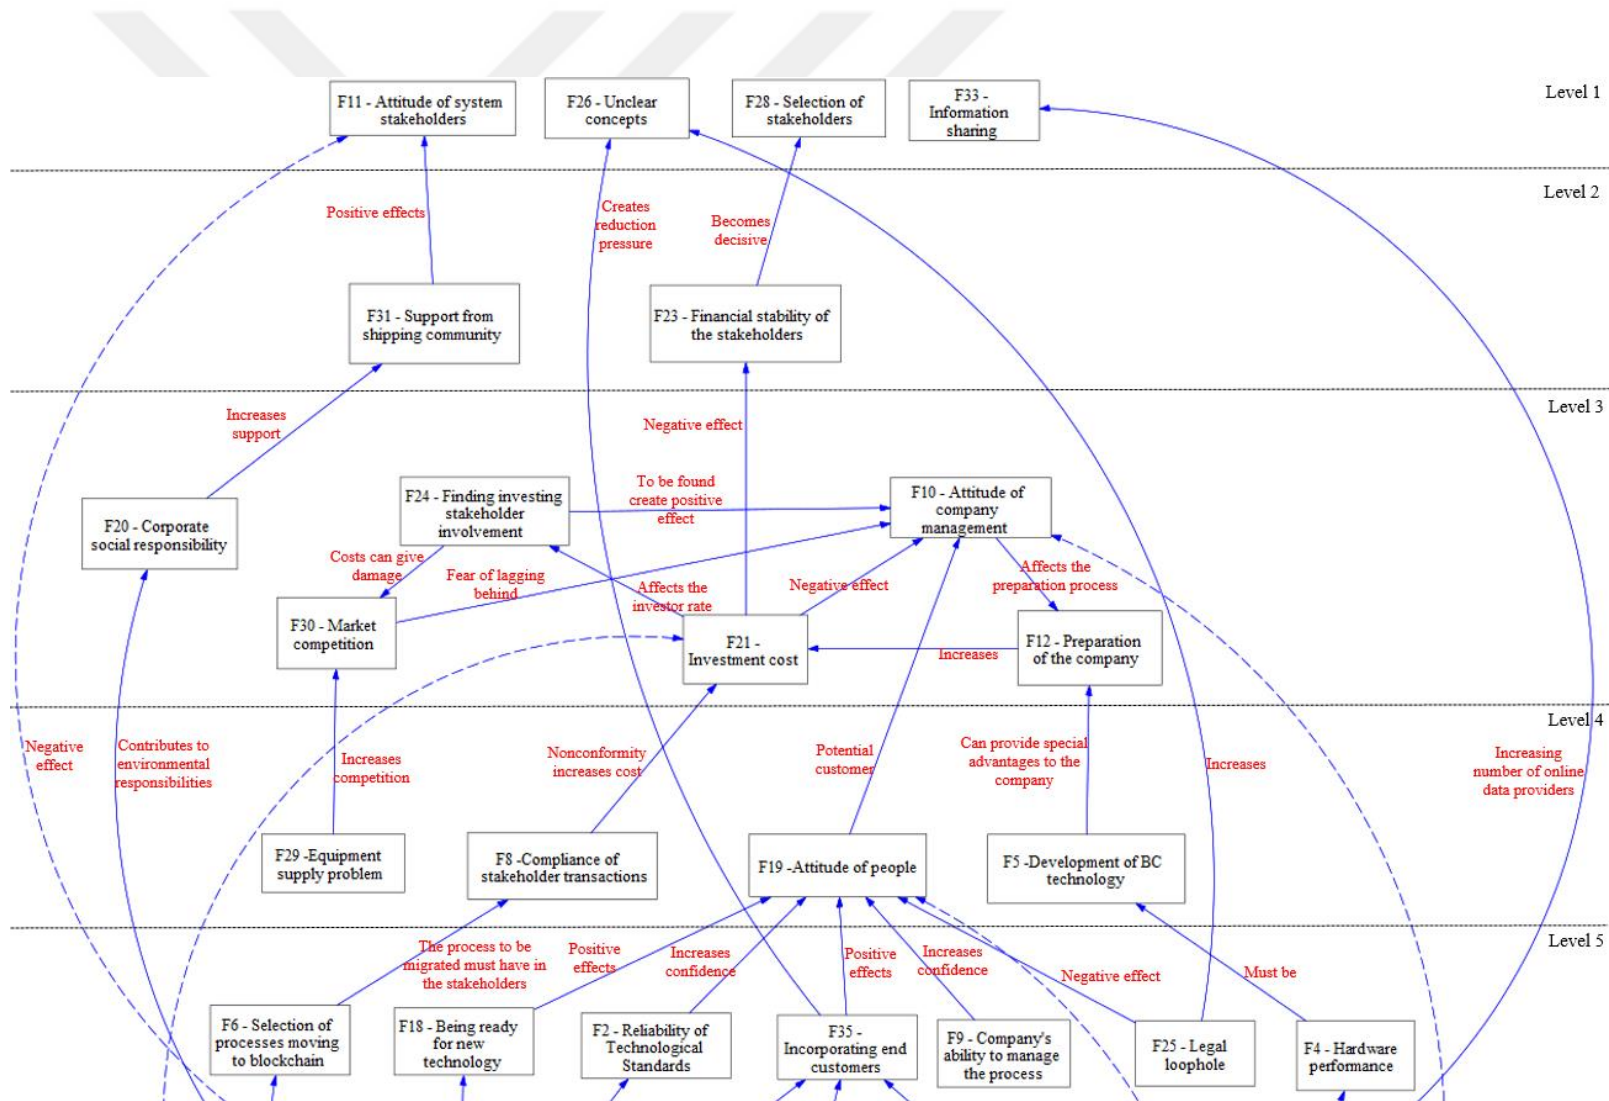 Level 1
F11 - Attitude of system
stakeholders
F26 - Unclear
concepts
F28 - Selection of
stakeholders
F33 -
Information
sharing
Level 2
Positive effects
Creates
reduction
pressure
Becomes
decisive
F31 - Support from
shipping community
F23 - Financial stability of
the stakeholders
Level 3
Increases
support
Negative effect
F20 - Corporate
social responsibility
F24 - Finding investing
stakeholder
involvement
To be found
create positive
effect
F10 - Attitude of
company
management
Costs can give
damage
Fear of lagging
behind
Affects the
investor rate
Negative effect
Affects the
preparation process
F30 - Market
competition
F21 -
Investment cost
Increases
F12 - Preparation
of the company
Level 4
Negative
effect
Contributes to
environmental
responsibilities
Increases
competition
Nonconformity
increases cost
Potential
customer
Can provide special
advantages to the
company
Increases
Increasing
number of online
data providers
F29 -Equipment
supply problem
F8 -Compliance of
stakeholder transactions
F19 -Attitude of people
F5 -Development of BC
technology
Level 5
The process to be
migrated must have in
the stakeholders
Positive
effects
Increases
confidence
Positive
effects
Increases
confidence
Negative effect
Must be
F6 - Selection of
processes moving
to blockchain
F18 - Being ready
for new
technology
F2 - Reliability of
Technological
Standards
F35 -
Incorporating end
customers
F9 - Company's
ability to manage
the process
F25 - Legal
loophole
F4 - Hardware
performance